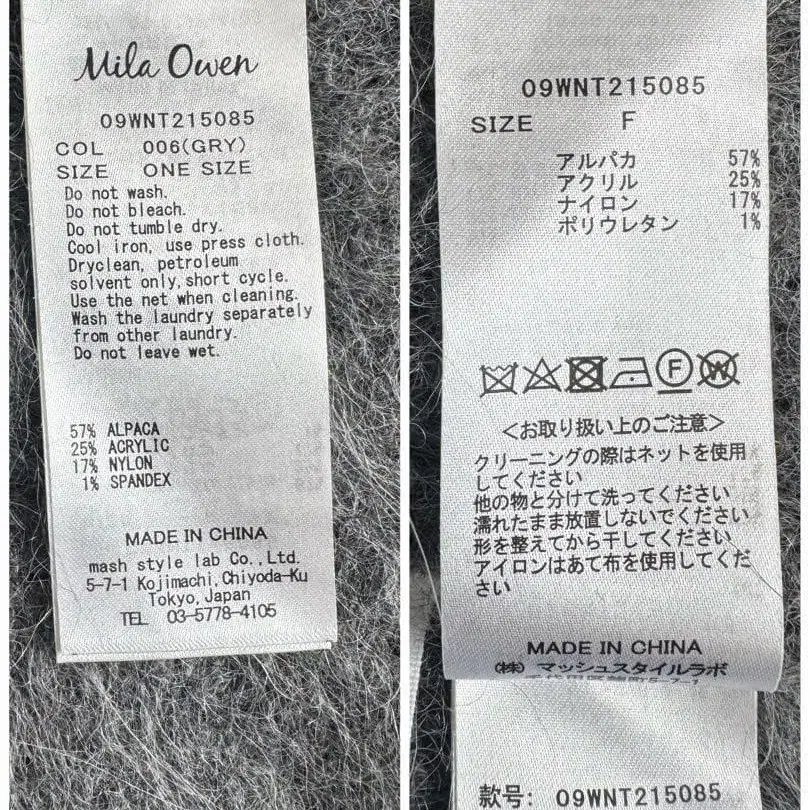 Mila Owen
09WNT215085
COL 006(GRY)
SIZE ONE SIZE
Do not wash.
Do not bleach.
Do not tumble dry.
Cool iron, use press cloth.
Dryclean, petroleum
solvent only,short cycle.
Use the net when cleaning.
Wash the laundry separately
from other laundry.
Do not leave wet.
57% ALPACA
25% ACRYLIC
17% NYLON
1% SPANDEX
MADE IN CHINA
mash style lab Co.,Ltd.
5-7-1 Kojimachi,Chiyoda-Ku
Tokyo,Japan
TEL 03-5778-4105
09WNT215085
SIZE F
アルパカ 57%
アクリル 25%
ナイロン 17%
ポリウレタン 1%
F W
<お取り扱い上のご注意>
クリーニングの際はネットを使用
してください
他の物と分けて洗ってください
濡れたまま放置しないでください
形を整えてから干してください
アイロンはあて布を使用してくだ
さい
MADE IN CHINA
(株) マッシュスタイルラボ
千代田区麹町5-7-1
款号: 09WNT215085